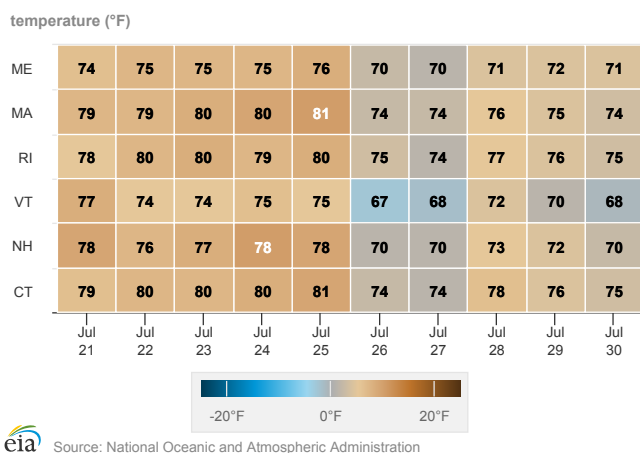 temperature (°F)
ME 74 75 75 75 76 70 70 71 72 71
MA 79 79 80 80 81 74 74 76 75 74
RI 78 80 80 79 80 75 74 77 76 75
VT 77 74 74 75 75 67 68 72 70 68
NH 78 76 77 78 78 70 70 73 72 70
CT 79 80 80 80 81 74 74 78 76 75
Jul Jul Jul Jul Jul Jul Jul Jul Jul Jul
21 22 23 24 25 26 27 28 29 30
-20°F 0°F 20°F
eia Source: National Oceanic and Atmospheric Administration